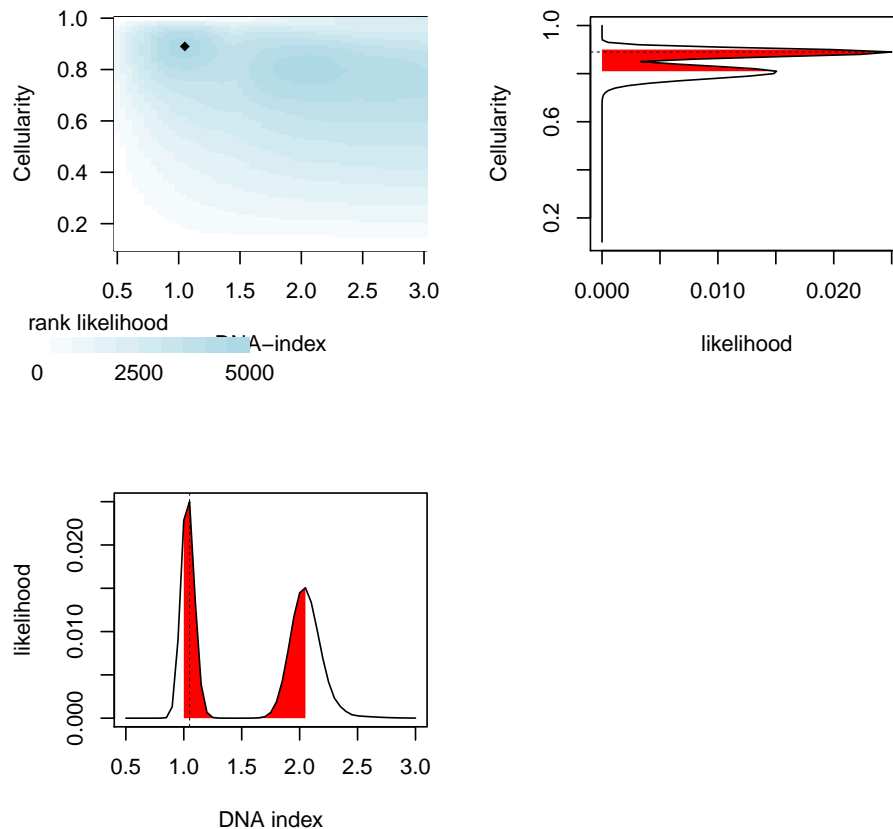 Cellularity
1.0
0.8
0.6
0.4
0.2
0.5 1.0 1.5 2.0 2.5 3.0
DNA−index
rank likelihood
0 2500 5000
Cellularity
1.0
0.6
0.2
0.000 0.010 0.020
likelihood
likelihood
0.020
0.010
0.000
0.5 1.0 1.5 2.0 2.5 3.0
DNA index